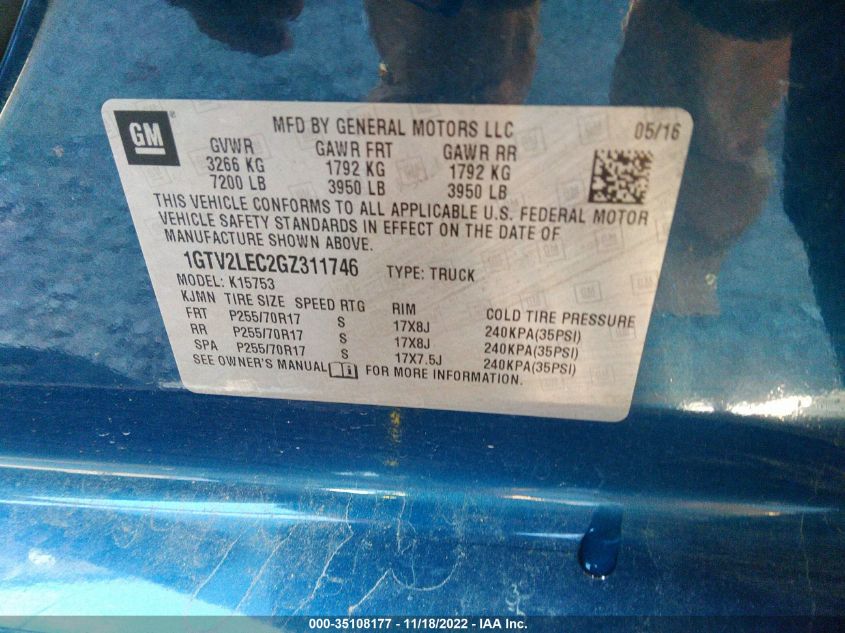 GM
MFD BY GENERAL MOTORS LLC 05/16
GVWR GAWR FRT GAWR RR
3266 KG 1792 KG 1792 KG
7200 LB 3950 LB 3950 LB
THIS VEHICLE CONFORMS TO ALL APPLICABLE U.S. FEDERAL MOTOR
VEHICLE SAFETY STANDARDS IN EFFECT ON THE DATE OF
MANUFACTURE SHOWN ABOVE.
1GTV2LEC2GZ311746 TYPE: TRUCK
MODEL: K15753
KJMN TIRE SIZE SPEED RTG RIM COLD TIRE PRESSURE
FRT P255/70R17 S 17X8J 240KPA(35PSI)
RR P255/70R17 S 17X8J 240KPA(35PSI)
SPA P255/70R17 S 17X7.5J 240KPA(35PSI)
SEE OWNER'S MANUAL FOR MORE INFORMATION.
000-35108177 - 11/18/2022 - IAA Inc.